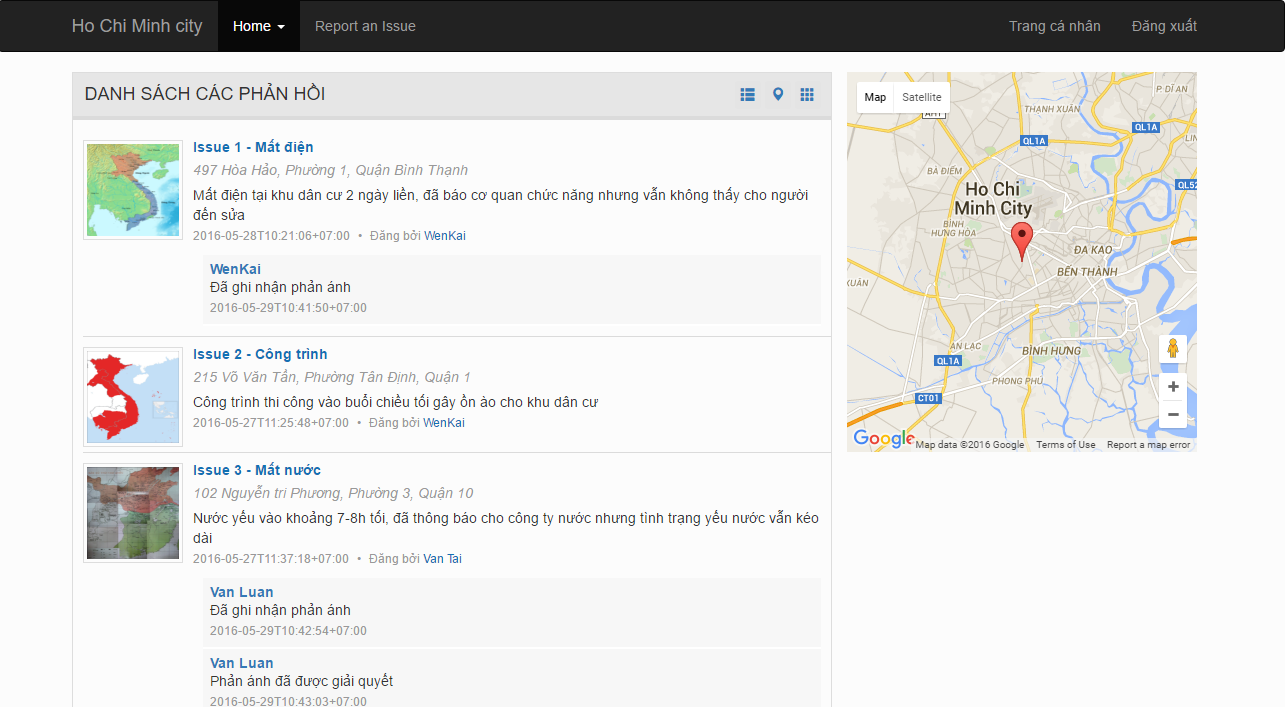 Ho Chi Minh city
Home
Report an Issue
Trang cá nhân
Đăng xuất
DANH SÁCH CÁC PHẢN HỒI
Issue 1 - Mất điện
497 Hòa Hảo, Phường 1, Quận Bình Thạnh
Mất điện tại khu dân cư 2 ngày liền, đã báo cơ quan chức năng nhưng vẫn không thấy cho người
đến sửa
2016-05-28T10:21:06+07:00 • Đăng bởi WenKai
WenKai
Đã ghi nhận phản ánh
2016-05-29T10:41:50+07:00
Issue 2 - Công trình
215 Võ Văn Tần, Phường Tân Định, Quận 1
Công trình thi công vào buổi chiều tối gây ồn ào cho khu dân cư
2016-05-27T11:25:48+07:00 • Đăng bởi WenKai
Issue 3 - Mất nước
102 Nguyễn tri Phương, Phường 3, Quận 10
Nước yếu vào khoảng 7-8h tối, đã thông báo cho công ty nước nhưng tình trạng yếu nước vẫn kéo
dài
2016-05-27T11:37:18+07:00 • Đăng bởi Van Tai
Van Luan
Đã ghi nhận phản ánh
2016-05-29T10:42:54+07:00
Van Luan
Phản ánh đã được giải quyết
2016-05-29T10:43:03+07:00
Map
Satellite
P. DĨ AN
AH1
THẠNH XUÂN
QL1A
QL1A
LIN
BÀ ĐIỂM
QL52
Ho Chi
Minh City
BÌNH
HƯNG HÒA
ĐA KAO
BẾN THÀNH
XUÂN
AN LẠC
BÌNH HƯNG
QL1A
PHONG PHÚ
CT01
Google
Map data ©2016 Google
Terms of Use
Report a map error